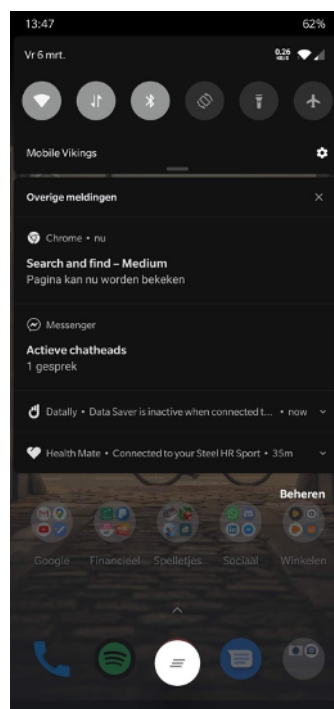 13:47 62%
Vr 6 mrt. 0.26 KB/S
Mobile Vikings
Overige meldingen
Chrome • nu
Search and find – Medium
Pagina kan nu worden bekeken
Messenger
Actieve chatheads
1 gesprek
Datally • Data Saver is inactive when connected t... • now
Health Mate • Connected to your Steel HR Sport • 35m
Beheren
Google Financieel Spelletjes Sociaal Winkelen